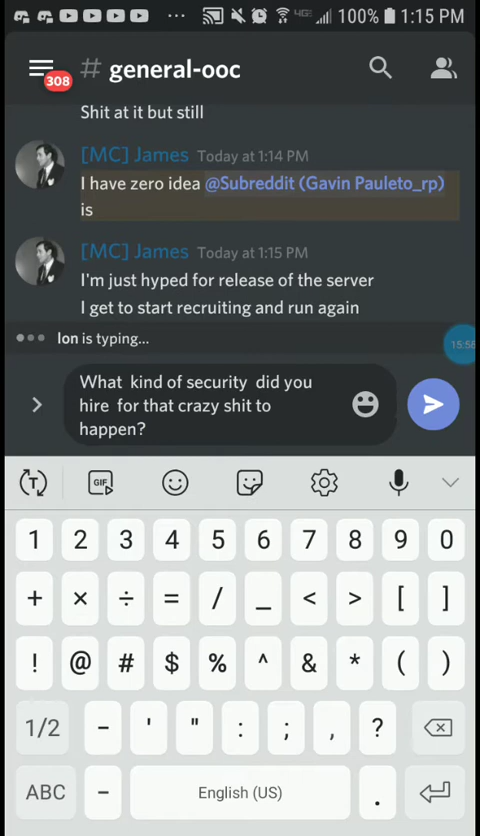 100% 1:15 PM
308 # general-ooc
Shit at it but still
[MC] James Today at 1:14 PM
I have zero idea @Subreddit (Gavin Pauleto_rp)
is
[MC] James Today at 1:15 PM
I'm just hyped for release of the server
I get to start recruiting and run again
Ion is typing...
15:58
What kind of security did you
hire for that crazy shit to
happen?
T GIF
1 2 3 4 5 6 7 8 9 0
+ × ÷ = / _ < > [ ]
! @ # $ % ^ & * ( )
1/2 - ' " : ; , ?
ABC - English (US) .